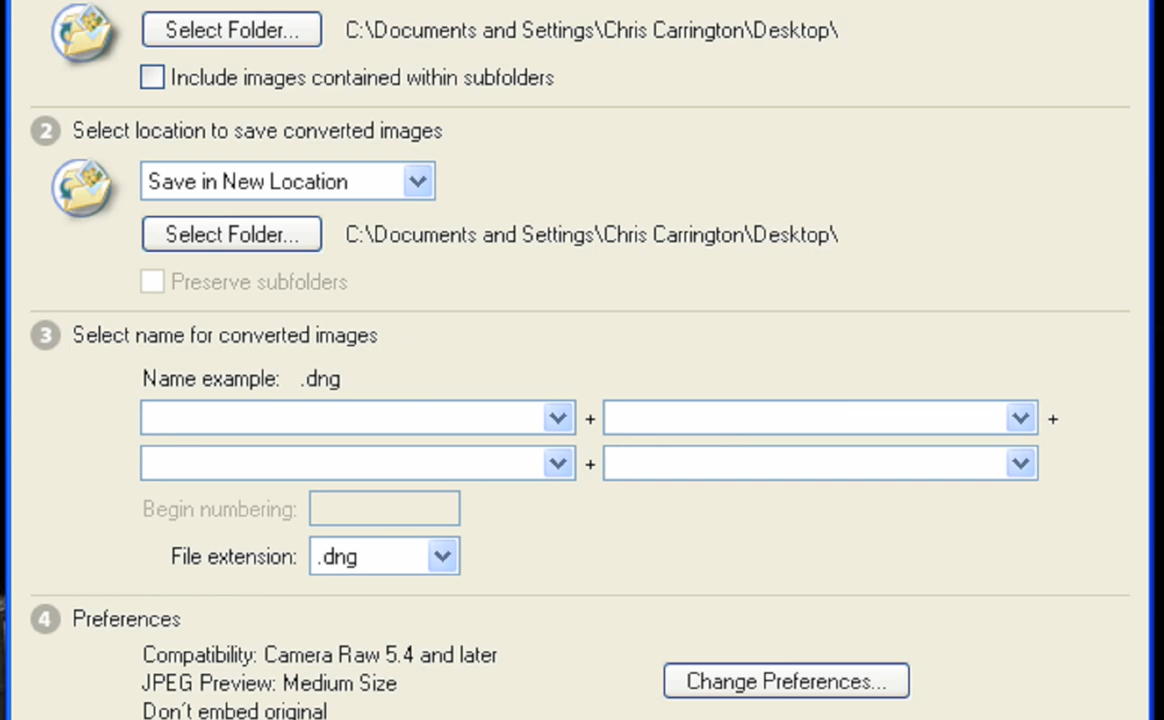 Select Folder... C:\Documents and Settings\Chris Carrington\Desktop\
Include images contained within subfolders
2 Select location to save converted images
Save in New Location
Select Folder... C:\Documents and Settings\Chris Carrington\Desktop\
Preserve subfolders
3 Select name for converted images
Name example: .dng
+ +
+
Begin numbering:
File extension: .dng
4 Preferences
Compatibility: Camera Raw 5.4 and later
JPEG Preview: Medium Size Change Preferences...
Don't embed original